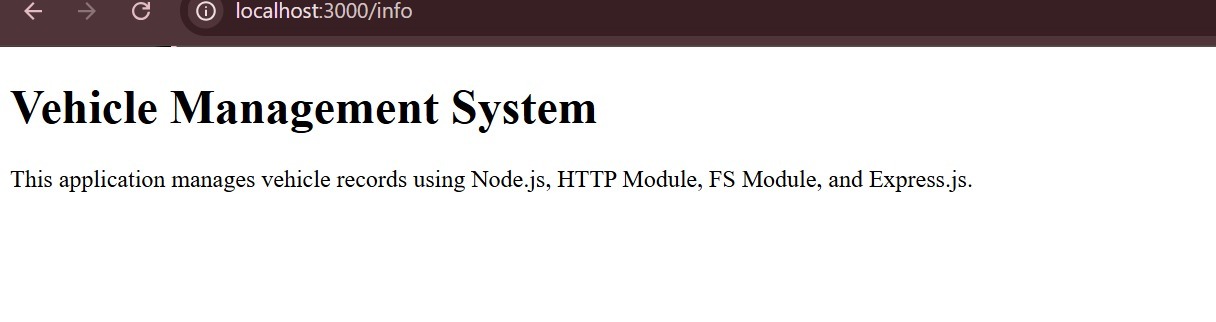 localhost:3000/info
Vehicle Management System
This application manages vehicle records using Node.js, HTTP Module, FS Module, and Express.js.